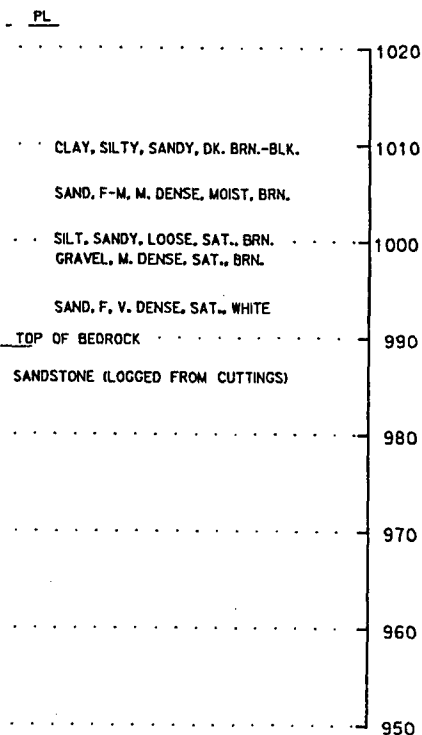 PL
1020
CLAY, SILTY, SANDY, DK. BRN.-BLK.
1010
SAND, F-M, M. DENSE, MOIST, BRN.
SILT, SANDY, LOOSE, SAT., BRN.
1000
GRAVEL, M. DENSE, SAT., BRN.
SAND, F, V. DENSE, SAT., WHITE
TOP OF BEDROCK
990
SANDSTONE (LOGGED FROM CUTTINGS)
980
970
960
950